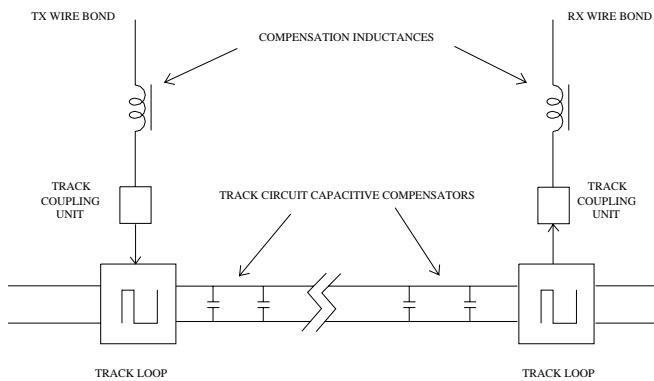 TX WIRE BOND
RX WIRE BOND
COMPENSATION INDUCTANCES
TRACK
COUPLING
UNIT
TRACK CIRCUIT CAPACITIVE COMPENSATORS
TRACK
COUPLING
UNIT
TRACK LOOP
TRACK LOOP